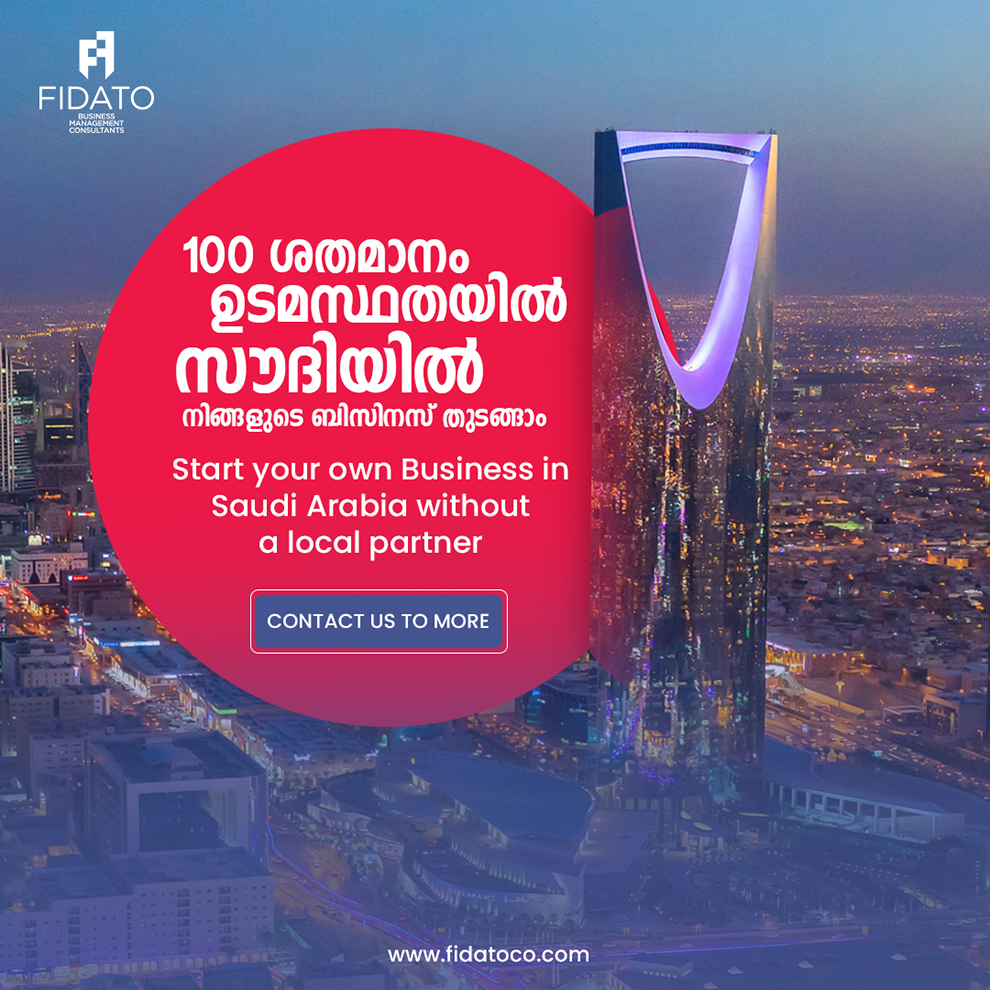 FIDATO
BUSINESS
MANAGEMENT
CONSULTANTS
100 ശതമാനം
ഉടമസ്ഥതയിൽ
സൗദിയിൽ
നിങ്ങളുടെ ബിസിനസ് തുടങ്ങാം
Start your own Business in
Saudi Arabia without
a local partner
CONTACT US TO MORE
www.fidatoco.com